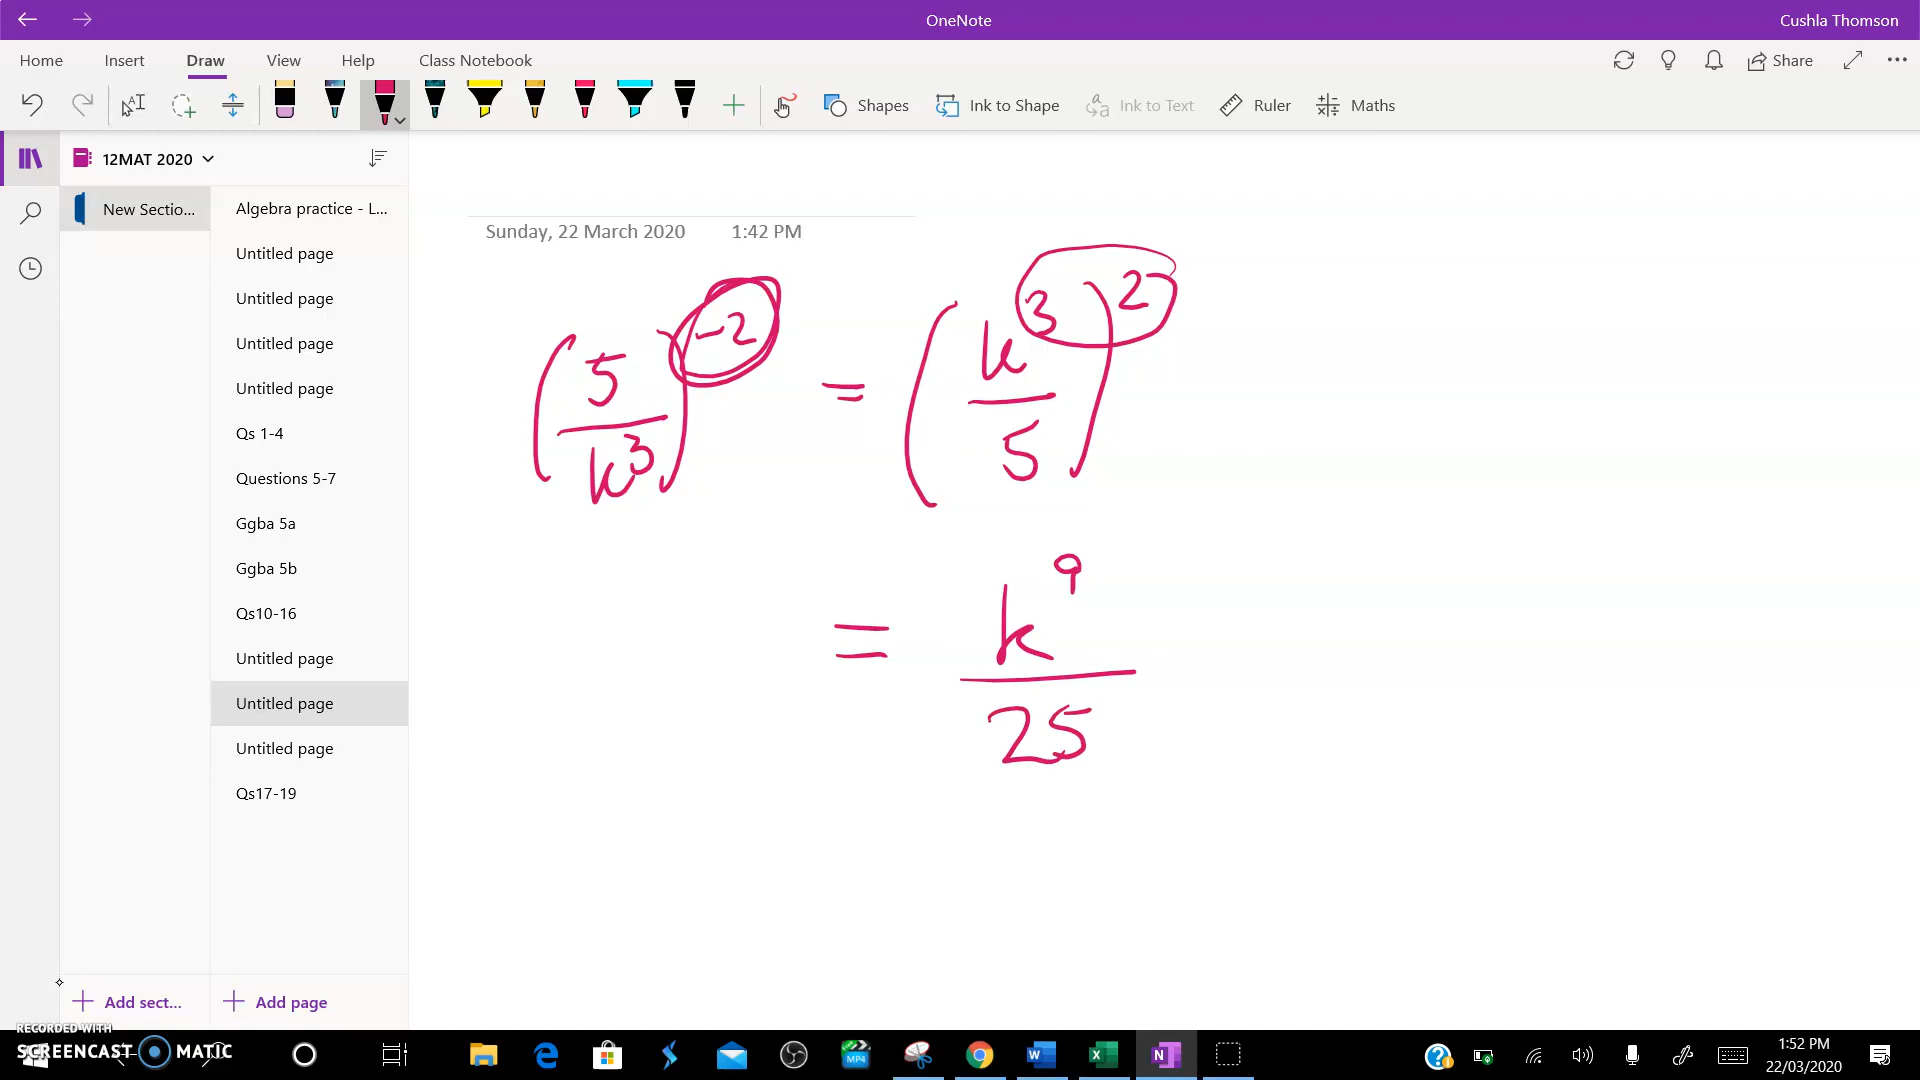 OneNote
Cushla Thomson
Home Insert Draw View Help Class Notebook
Share
Shapes Ink to Shape Ink to Text Ruler Maths
12MAT 2020
New Sectio...
Algebra practice - L...
Untitled page
Untitled page
Untitled page
Untitled page
Qs 1-4
Questions 5-7
Ggba 5a
Ggba 5b
Qs10-16
Untitled page
Untitled page
Untitled page
Qs17-19
Add sect...
Add page
Sunday, 22 March 2020 1:42 PM
(5/k³)⁻² = (k³/5)²
= k⁹/25
RECORDED WITH
SCREENCAST MATIC
MP4
1:52 PM
22/03/2020